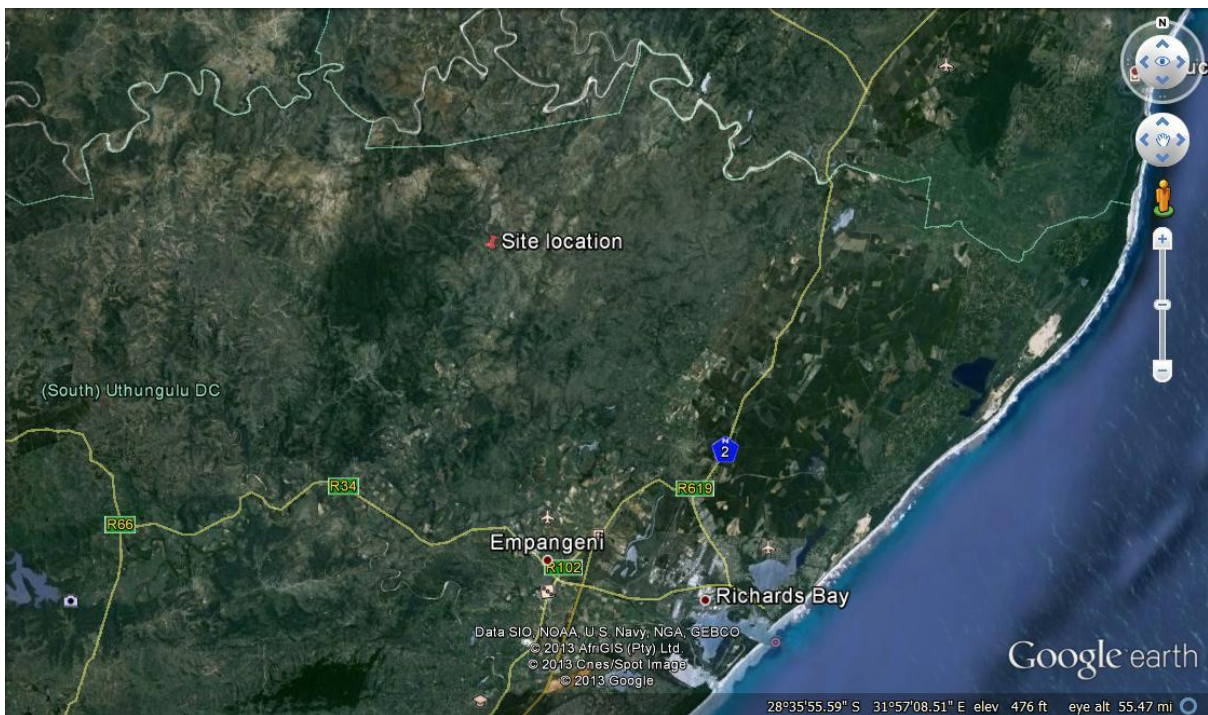 N
Site location
(South) Uthungulu DC
N
2
R34
R619
R66
Empangeni
R102
Richards Bay
Data SIO, NOAA, U.S. Navy, NGA, GEBCO
© 2013 AfriGIS (Pty) Ltd.
© 2013 Cnes/Spot Image
© 2013 Google
Google earth
28°35'55.59" S 31°57'08.51" E elev 476 ft eye alt 55.47 mi